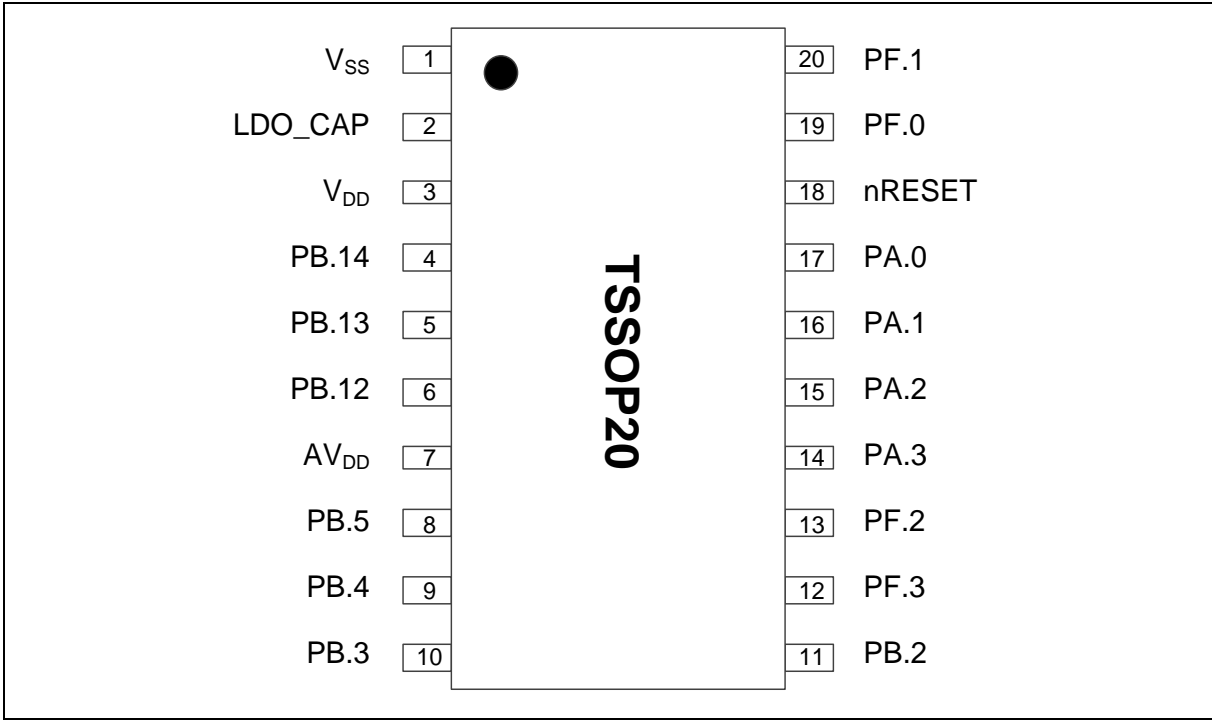 VSS 1 20 PF.1
LDO_CAP 2 19 PF.0
VDD 3 18 nRESET
PB.14 4 17 PA.0
PB.13 5 16 PA.1
PB.12 6 15 PA.2
AVDD 7 14 PA.3
PB.5 8 13 PF.2
PB.4 9 12 PF.3
PB.3 10 11 PB.2
TSSOP20